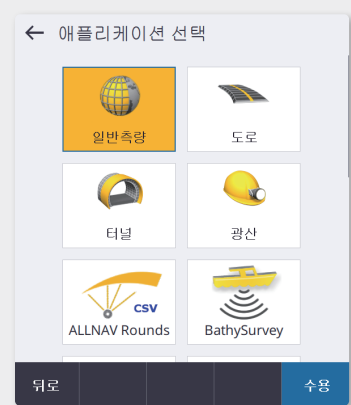 애플리케이션 선택
일반측량
도로
터널
광산
CSV
ALLNAV Rounds
BathySurvey
뒤로
수용